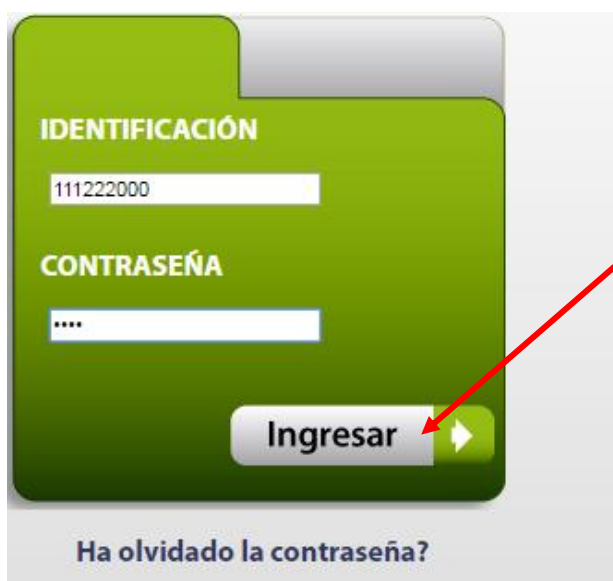 IDENTIFICACIÓN
111222000
CONTRASEÑA
••••
Ingresar
Ha olvidado la contraseña?